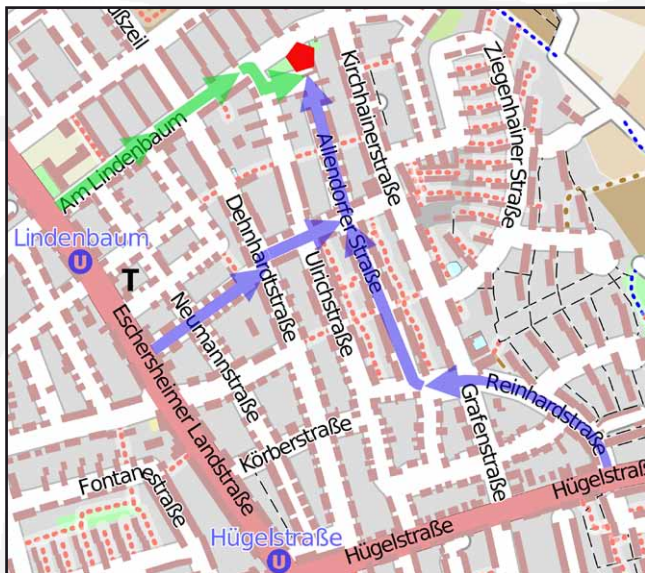 ßzeil
Kirchhainerstraße
Ziegenhainer Straße
Am Lindenbaum
Allendorfer Straße
Lindenbaum
U
T
Dehnhardtstraße
Ulrichstraße
Neumannstraße
Eschersheimer Landstraße
Reinhardstraße
Grafenstraße
Körberstraße
Fontanestraße
Hügelstraße
U
Hügelstraße
Hügelstraß